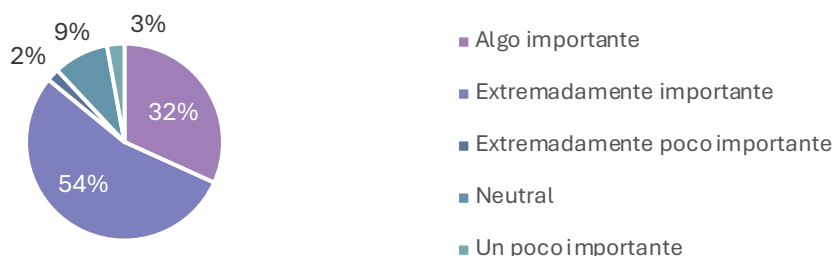 3%
9%
2%
32%
54%
Algo importante
Extremadamente importante
Extremadamente poco importante
Neutral
Un poco importante